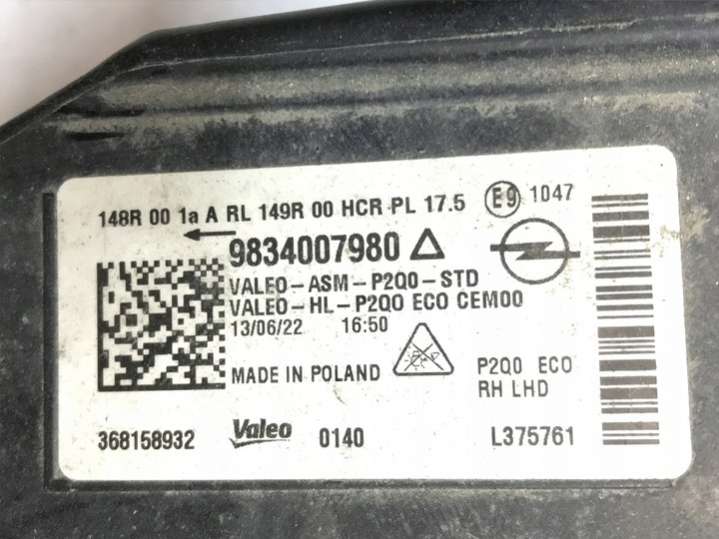 148R 00 1a A RL 149R 00 HCR PL 17.5 E9 1047
9834007980
VALEO-ASM-P2Q0-STD
VALEO-HL-P2Q0 ECO CEM00
13/06/22 16:50
MADE IN POLAND
P2Q0 ECO
RH LHD
368158932 Valeo 0140 L375761